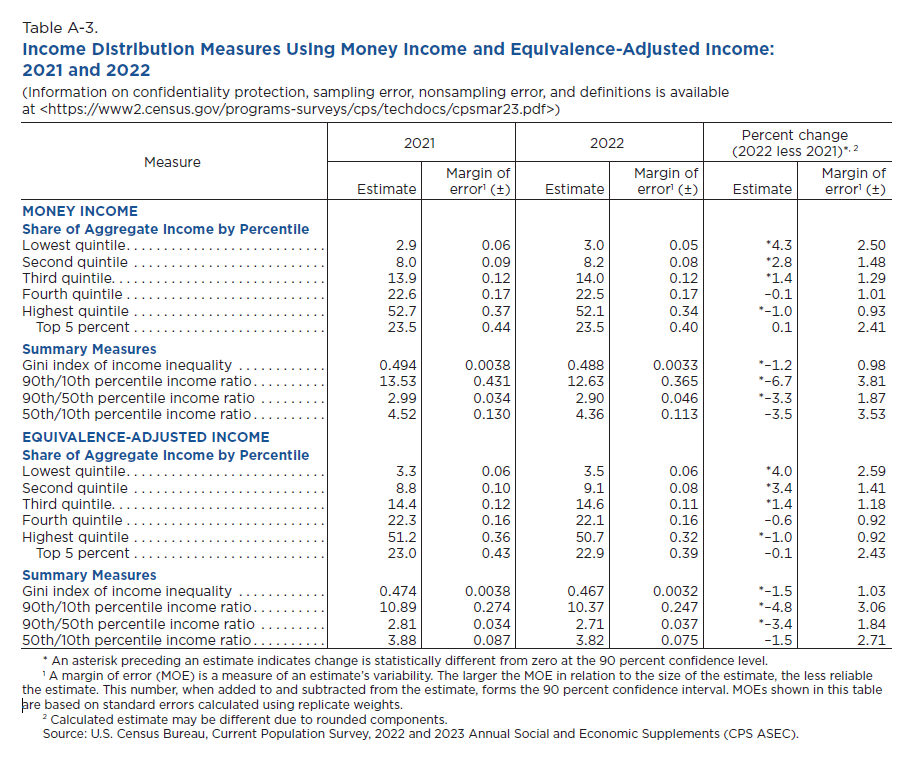 Table A-3.
Income Distribution Measures Using Money Income and Equivalence-Adjusted Income:
2021 and 2022
(Information on confidentiality protection, sampling error, nonsampling error, and definitions is available
at <https://www2.census.gov/programs-surveys/cps/techdocs/cpsmar23.pdf>)
Measure 2021 2022 Percent change (2022 less 2021)*, 2
Estimate Margin of error1 (±) Estimate Margin of error1 (±) Estimate Margin of error1 (±)
MONEY INCOME
Share of Aggregate Income by Percentile
Lowest quintile. . . . . . . . . . . . . . . . . . . . . . . . . . 2.9 0.06 3.0 0.05 *4.3 2.50
Second quintile . . . . . . . . . . . . . . . . . . . . . . . . . 8.0 0.09 8.2 0.08 *2.8 1.48
Third quintile. . . . . . . . . . . . . . . . . . . . . . . . . . . 13.9 0.12 14.0 0.12 *1.4 1.29
Fourth quintile . . . . . . . . . . . . . . . . . . . . . . . . . . 22.6 0.17 22.5 0.17 –0.1 1.01
Highest quintile . . . . . . . . . . . . . . . . . . . . . . . . . 52.7 0.37 52.1 0.34 *–1.0 0.93
Top 5 percent . . . . . . . . . . . . . . . . . . . . . . . . . 23.5 0.44 23.5 0.40 0.1 2.41
Summary Measures
Gini index of income inequality . . . . . . . . . . . . 0.494 0.0038 0.488 0.0033 *–1.2 0.98
90th/10th percentile income ratio. . . . . . . . . . 13.53 0.431 12.63 0.365 *–6.7 3.81
90th/50th percentile income ratio . . . . . . . . . 2.99 0.034 2.90 0.046 *–3.3 1.87
50th/10th percentile income ratio. . . . . . . . . . 4.52 0.130 4.36 0.113 –3.5 3.53
EQUIVALENCE-ADJUSTED INCOME
Share of Aggregate Income by Percentile
Lowest quintile. . . . . . . . . . . . . . . . . . . . . . . . . . 3.3 0.06 3.5 0.06 *4.0 2.59
Second quintile . . . . . . . . . . . . . . . . . . . . . . . . . 8.8 0.10 9.1 0.08 *3.4 1.41
Third quintile. . . . . . . . . . . . . . . . . . . . . . . . . . . 14.4 0.12 14.6 0.11 *1.4 1.18
Fourth quintile . . . . . . . . . . . . . . . . . . . . . . . . . . 22.3 0.16 22.1 0.16 –0.6 0.92
Highest quintile . . . . . . . . . . . . . . . . . . . . . . . . . 51.2 0.36 50.7 0.32 *–1.0 0.92
Top 5 percent . . . . . . . . . . . . . . . . . . . . . . . . . 23.0 0.43 22.9 0.39 –0.1 2.43
Summary Measures
Gini index of income inequality . . . . . . . . . . . . 0.474 0.0038 0.467 0.0032 *–1.5 1.03
90th/10th percentile income ratio. . . . . . . . . . 10.89 0.274 10.37 0.247 *–4.8 3.06
90th/50th percentile income ratio . . . . . . . . . 2.81 0.034 2.71 0.037 *–3.4 1.84
50th/10th percentile income ratio. . . . . . . . . . 3.88 0.087 3.82 0.075 –1.5 2.71
* An asterisk preceding an estimate indicates change is statistically different from zero at the 90 percent confidence level.
1 A margin of error (MOE) is a measure of an estimate's variability. The larger the MOE in relation to the size of the estimate, the less reliable
the estimate. This number, when added to and subtracted from the estimate, forms the 90 percent confidence interval. MOEs shown in this table
are based on standard errors calculated using replicate weights.
2 Calculated estimate may be different due to rounded components.
Source: U.S. Census Bureau, Current Population Survey, 2022 and 2023 Annual Social and Economic Supplements (CPS ASEC).